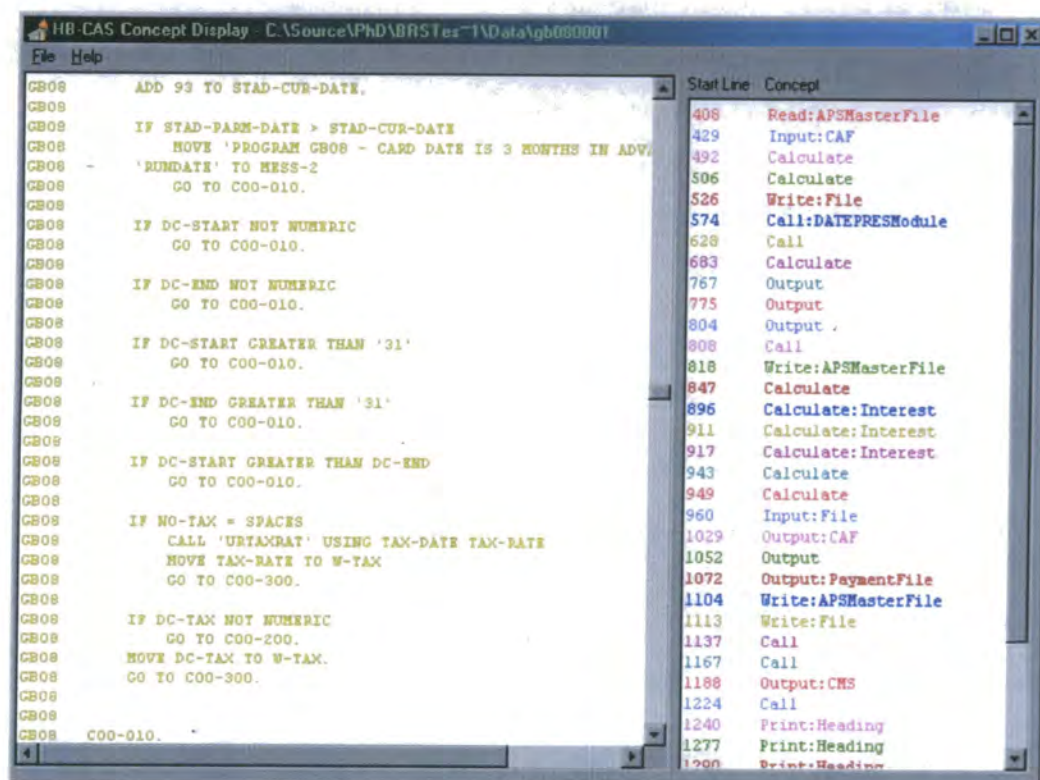 HB-CAS Concept Display - C:\Source\PhD\BRSTes~1\Data\gb080001
File Help
GB08 ADD 93 TO STAD-CUR-DATE.
GB08
GB08 IF STAD-PARM-DATE > STAD-CUR-DATE
GB08 MOVE 'PROGRAM GB08 - CARD DATE IS 3 MONTHS IN ADV
GB08 - 'RUNDATE' TO MESS-2
GB08 GO TO C00-010.
GB08
GB08 IF DC-START NOT NUMERIC
GB08 GO TO C00-010.
GB08
GB08 IF DC-END NOT NUMERIC
GB08 GO TO C00-010.
GB08
GB08 IF DC-START GREATER THAN '31'
GB08 GO TO C00-010.
GB08
GB08 IF DC-END GREATER THAN '31'
GB08 GO TO C00-010.
GB08
GB08 IF DC-START GREATER THAN DC-END
GB08 GO TO C00-010.
GB08
GB08 IF NO-TAX = SPACES
GB08 CALL 'URTAXRAT' USING TAX-DATE TAX-RATE
GB08 MOVE TAX-RATE TO W-TAX
GB08 GO TO C00-300.
GB08
GB08 IF DC-TAX NOT NUMERIC
GB08 GO TO C00-200.
GB08 MOVE DC-TAX TO W-TAX.
GB08 GO TO C00-300.
GB08
GB08
GB08 C00-010.
Start Line Concept
408 Read:APSMasterFile
429 Input:CAF
492 Calculate
506 Calculate
526 Write:File
574 Call:DATEPRESModule
628 Call
683 Calculate
767 Output
775 Output
804 Output
808 Call
818 Write:APSMasterFile
847 Calculate
896 Calculate:Interest
911 Calculate:Interest
917 Calculate:Interest
943 Calculate
949 Calculate
960 Input:File
1029 Output:CAF
1052 Output
1072 Output:PaymentFile
1104 Write:APSMasterFile
1113 Write:File
1137 Call
1167 Call
1188 Output:CMS
1224 Call
1240 Print:Heading
1277 Print:Heading
1290 Print:Heading